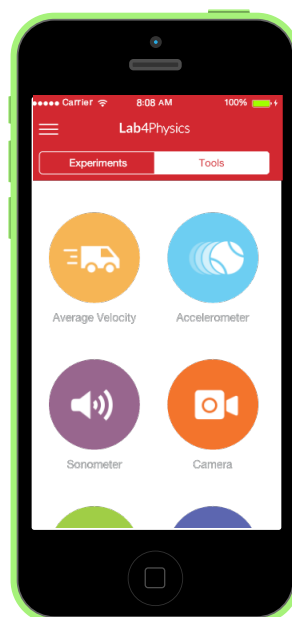 Carrier 8:08 AM 100%
Lab4Physics
Experiments Tools
Average Velocity Accelerometer
Sonometer Camera